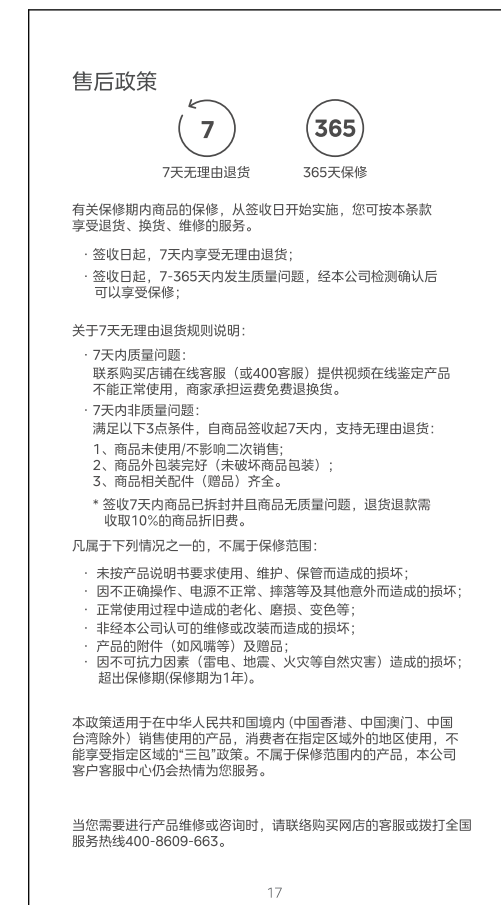 售后政策
7
365
7天无理由退货
365天保修
有关保修期内商品的保修，从签收日开始实施，您可按本条款
享受退货、换货、维修的服务。
· 签收日起，7天内享受无理由退货；
· 签收日起，7-365天内发生质量问题，经本公司检测确认后
可以享受保修；
关于7天无理由退货规则说明：
· 7天内质量问题：
联系购买店铺在线客服（或400客服）提供视频在线鉴定产品
不能正常使用，商家承担运费免费退换货。
· 7天内非质量问题：
满足以下3点条件，自商品签收起7天内，支持无理由退货：
1、商品未使用/不影响二次销售；
2、商品外包装完好（未破坏商品包装）；
3、商品相关配件（赠品）齐全。
* 签收7天内商品已拆封并且商品无质量问题，退货退款需
收取10%的商品折旧费。
凡属于下列情况之一的，不属于保修范围：
· 未按产品说明书要求使用、维护、保管而造成的损坏；
· 因不正确操作、电源不正常、摔落等及其他意外而造成的损坏；
· 正常使用过程中造成的老化、磨损、变色等；
· 非经本公司认可的维修或改装而造成的损坏；
· 产品的附件（如风嘴等）及赠品；
· 因不可抗力因素（雷电、地震、火灾等自然灾害）造成的损坏；
超出保修期(保修期为1年)。
本政策适用于在中华人民共和国境内 (中国香港、中国澳门、中国
台湾除外）销售使用的产品，消费者在指定区域外的地区使用，不
能享受指定区域的“三包”政策。不属于保修范围内的产品，本公司
客户客服中心仍会热情为您服务。
当您需要进行产品维修或咨询时，请联络购买网店的客服或拨打全国
服务热线400-8609-663。
17